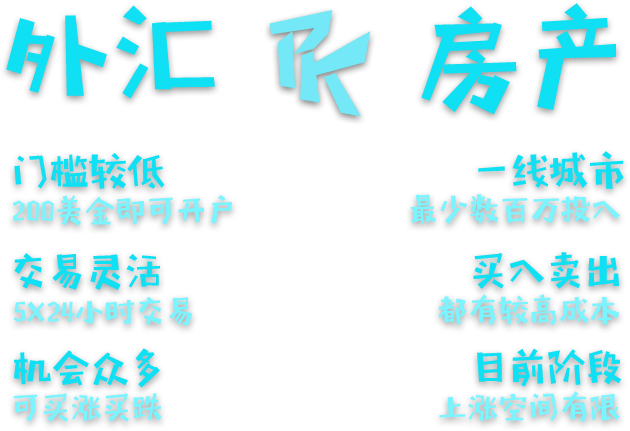 外汇 PK 房产
门槛较低
200美金即可开户
交易灵活
5X24小时交易
机会众多
可买涨买跌
一线城市
最少数百万投入
买入卖出
都有较高成本
目前阶段
上涨空间有限